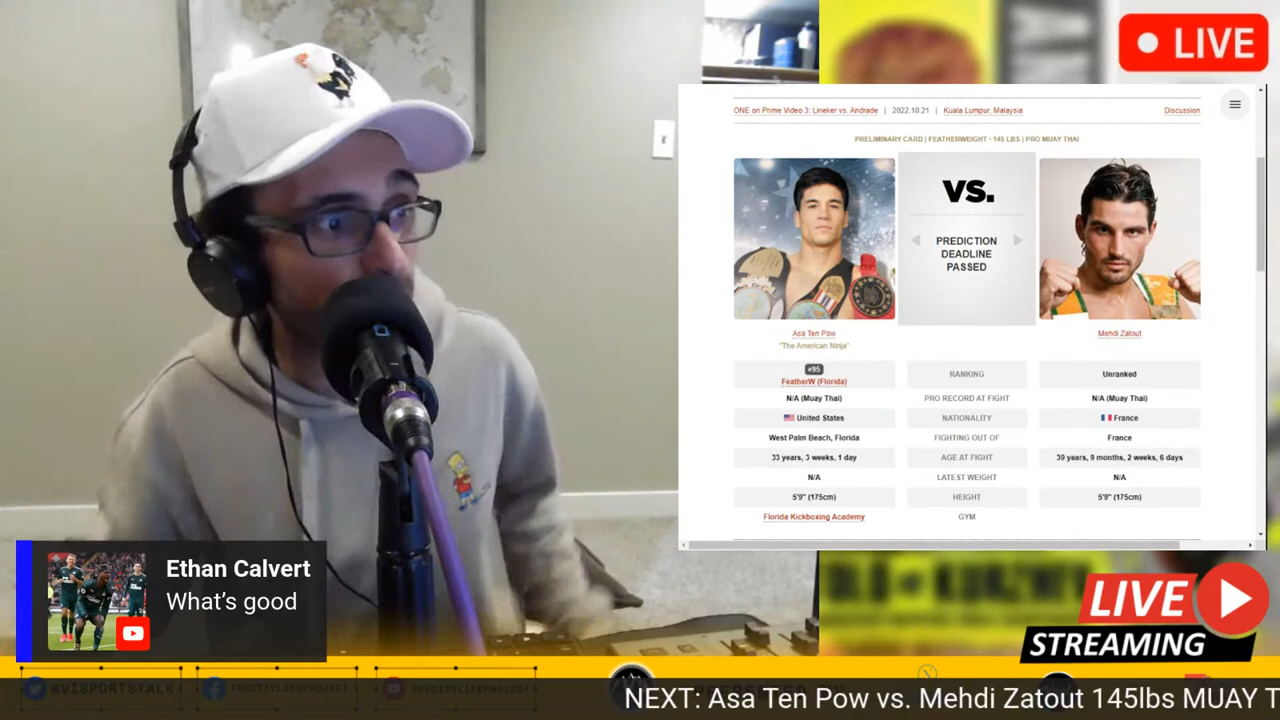 LIVE
ONE on Prime Video 3: Lineker vs. Andrade | 2022.10.21 | Kuala Lumpur, Malaysia
Discussion
PRELIMINARY CARD | FEATHERWEIGHT · 145 LBS | PRO MUAY THAI
VS.
PREDICTION
DEADLINE
PASSED
Asa Ten Pow
Mehdi Zatout
"The American Ninja"
#95
FeatherW (Florida)
RANKING
Unranked
N/A (Muay Thai)
PRO RECORD AT FIGHT
N/A (Muay Thai)
United States
NATIONALITY
France
West Palm Beach, Florida
FIGHTING OUT OF
France
33 years, 3 weeks, 1 day
AGE AT FIGHT
39 years, 9 months, 2 weeks, 6 days
N/A
LATEST WEIGHT
N/A
5'9" (175cm)
HEIGHT
5'9" (175cm)
Florida Kickboxing Academy
GYM
Ethan Calvert
What's good
LIVE
STREAMING
@V1SPORTSTALK
THECITYLIFEPROJECT
THECITYLIFEPROJECT
NEXT: Asa Ten Pow vs. Mehdi Zatout 145lbs MUAY T